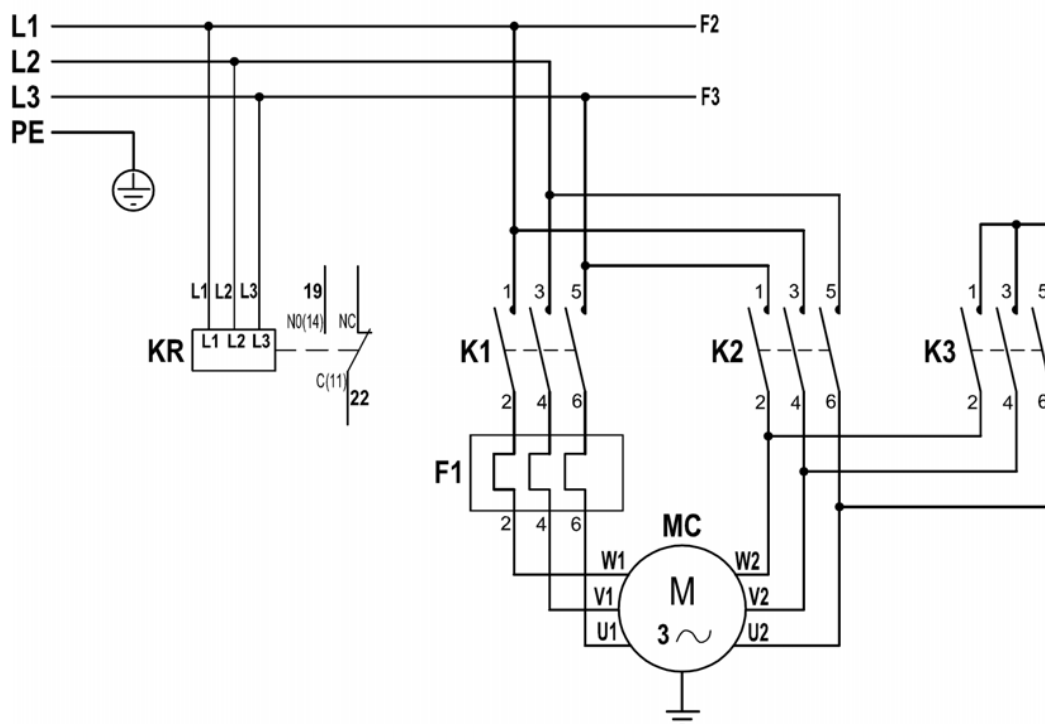 L1 F2
L2
L3 F3
PE
L1 L2 L3 19 1 3 5 1 3 5 1 3 5
N0(14) NC
KR L1 L2 L3 K1 K2 K3
C(11)
22 2 4 6 2 4 6 2 4 6
F1
2 4 6 MC
W1 W2
M
V1 V2
U1 3 U2